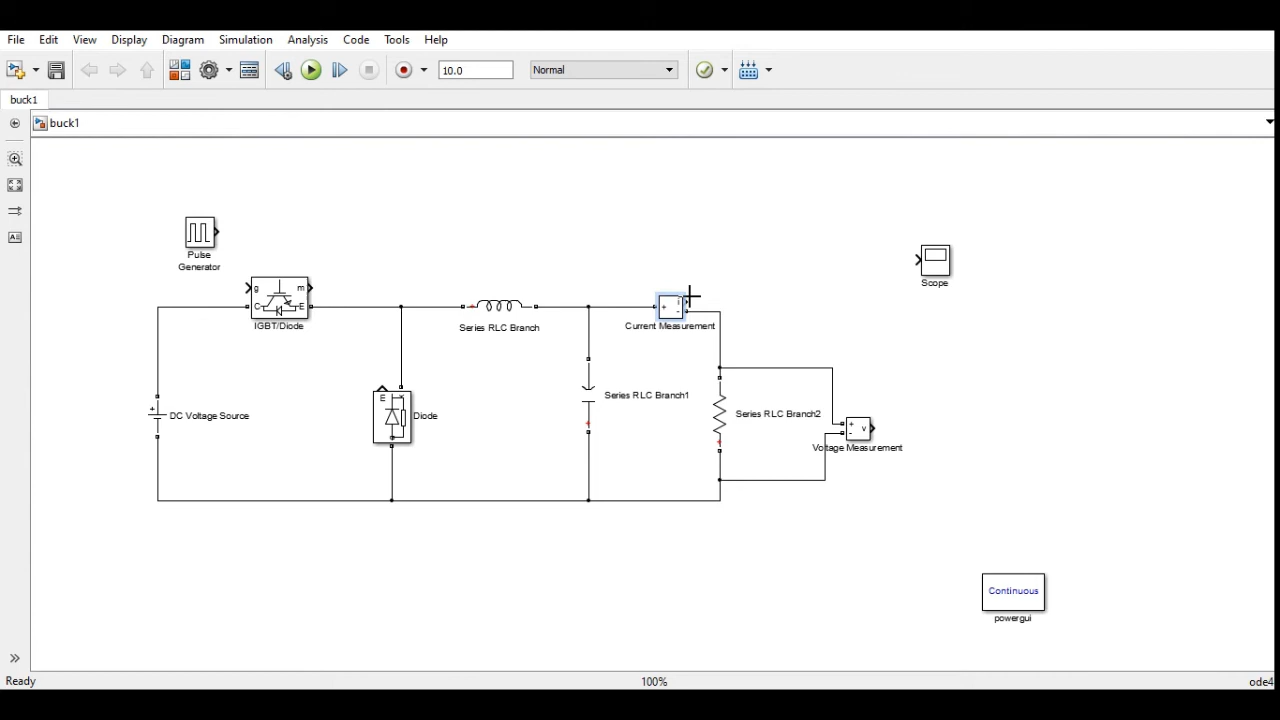 File Edit View Display Diagram Simulation Analysis Code Tools Help
10.0 Normal
buck1
buck1
Pulse
Generator
Scope
g m
C E
IGBT/Diode
Series RLC Branch
+ i -
Current Measurement
DC Voltage Source
Diode
Series RLC Branch1
Series RLC Branch2
+ - v
Voltage Measurement
Continuous
powergui
Ready 100% ode4